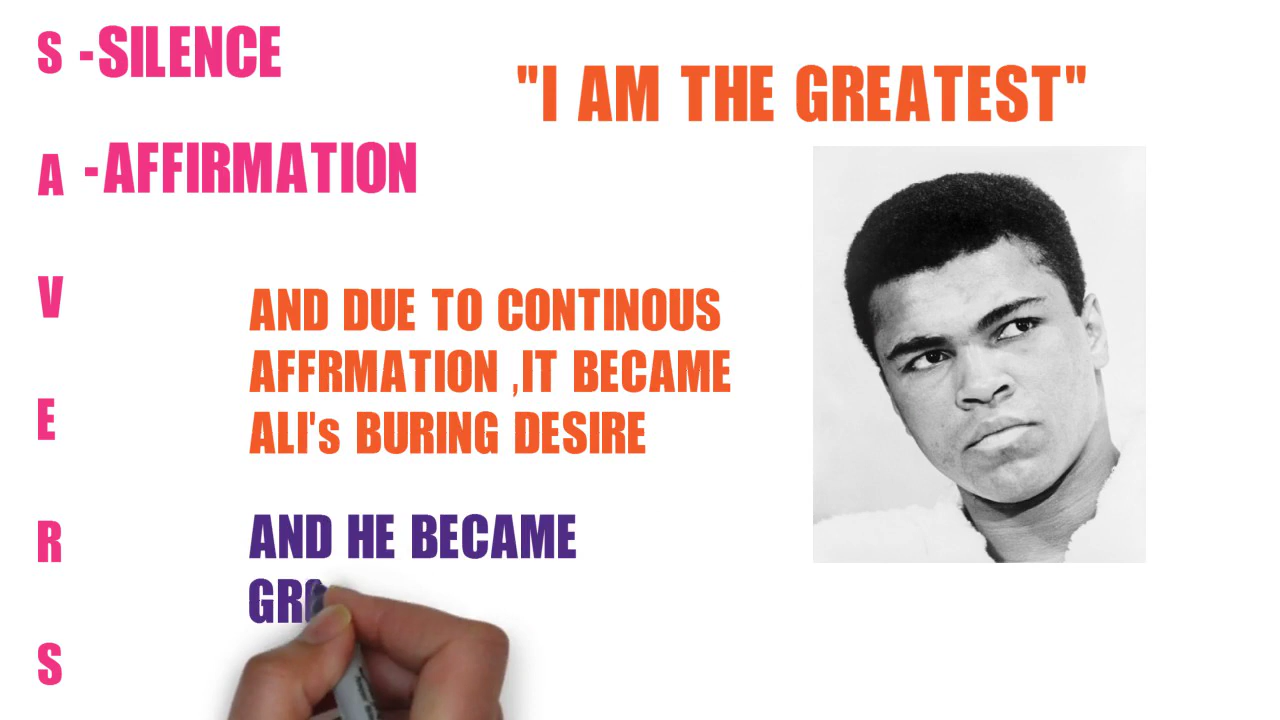 S -SILENCE
"I AM THE GREATEST"
A -AFFIRMATION
V
AND DUE TO CONTINOUS
AFFRMATION ,IT BECAME
ALI's BURING DESIRE
E
AND HE BECAME
R
S